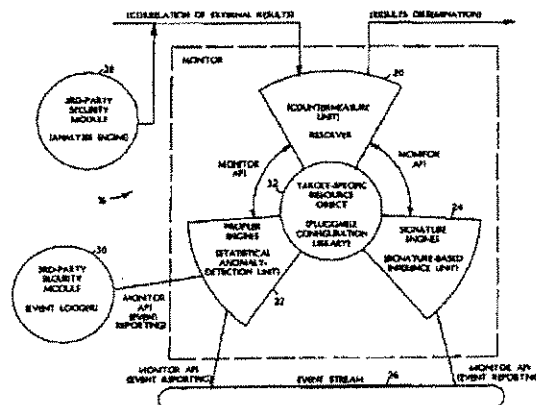 (CORRELATION OF EXTERNAL RESULTS)
(RESULTS DISSEMINATION)
MONITOR
28
3RD-PARTY
SECURITY
MODULE
(ANALYSIS ENGINE)
20
(COUNTERMEASURE
UNIT)
RESOLVER
MONITOR
API
MONITOR
API
32
TARGET-SPECIFIC
RESOURCE
OBJECT
(PLUGGABLE
CONFIGURATION
LIBRARY)
24
PROFILER
ENGINES
(STATISTICAL
ANOMALY-
DETECTION UNIT)
22
SIGNATURE
ENGINES
(SIGNATURE-BASED
INFERENCE UNIT)
30
3RD-PARTY
SECURITY
MODULE
(EVENT LOGGING)
MONITOR
API
(EVENT
REPORTING)
MONITOR API
(EVENT REPORTING)
MONITOR API
(EVENT REPORTING)
EVENT STREAM
26